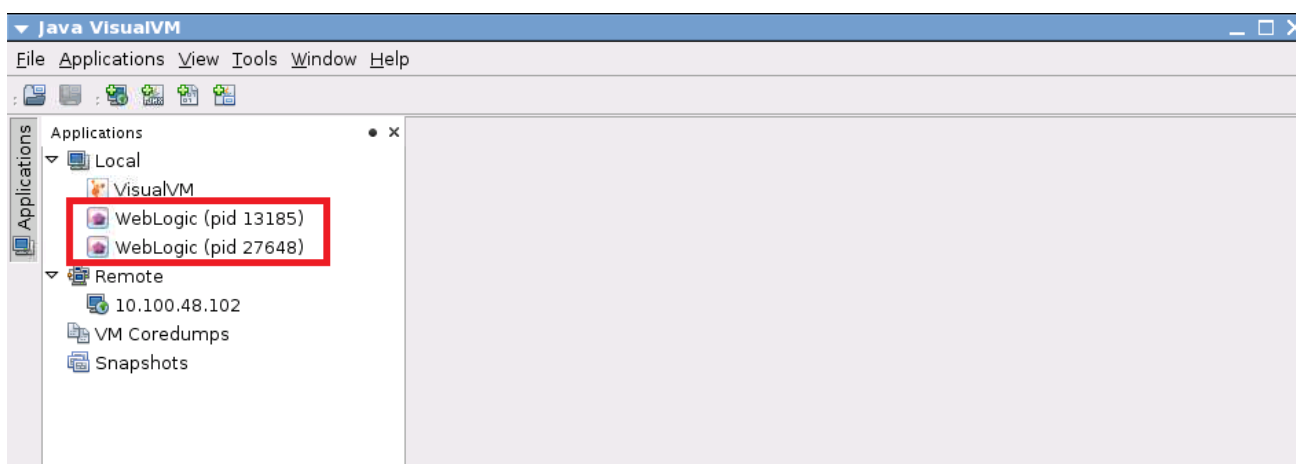 Java VisualVM
File Applications View Tools Window Help
Applications
Applications
Local
VisualVM
WebLogic (pid 13185)
WebLogic (pid 27648)
Remote
10.100.48.102
VM Coredumps
Snapshots